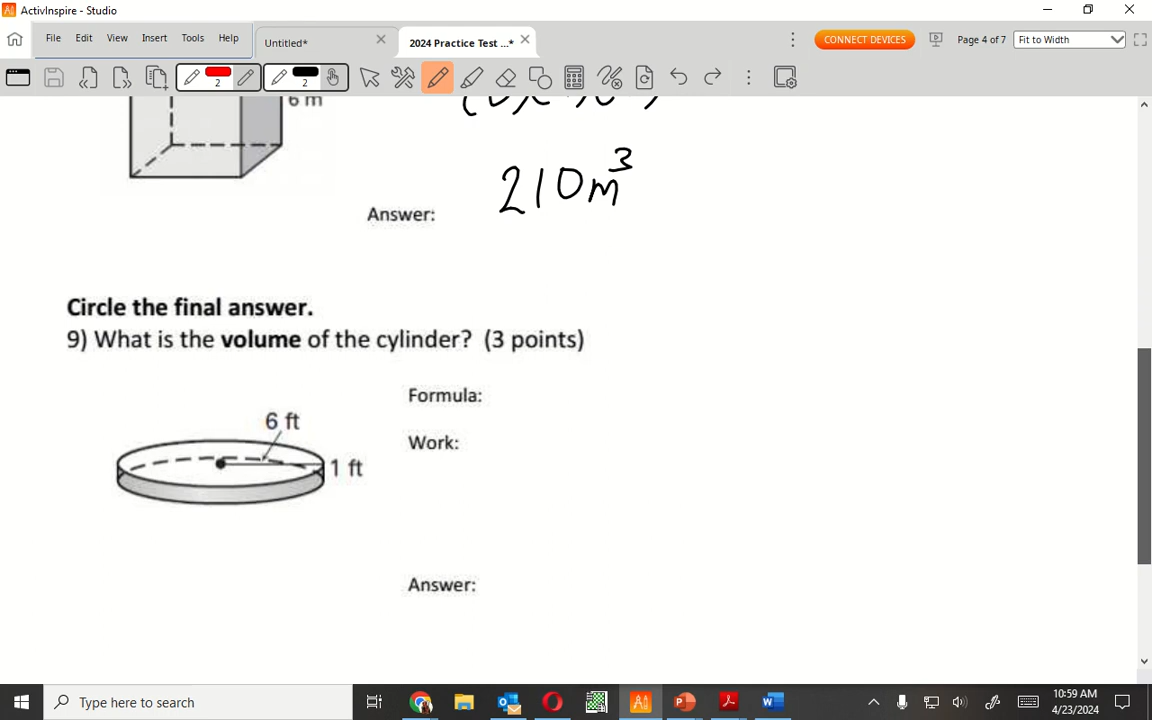 ActivInspire - Studio
File Edit View Insert Tools Help
Untitled*
2024 Practice Test ...*
CONNECT DEVICES
Page 4 of 7
Fit to Width
2
2
6 m
210m³
Answer:
Circle the final answer.
9) What is the volume of the cylinder? (3 points)
Formula:
6 ft
Work:
1 ft
Answer:
Type here to search
10:59 AM
4/23/2024